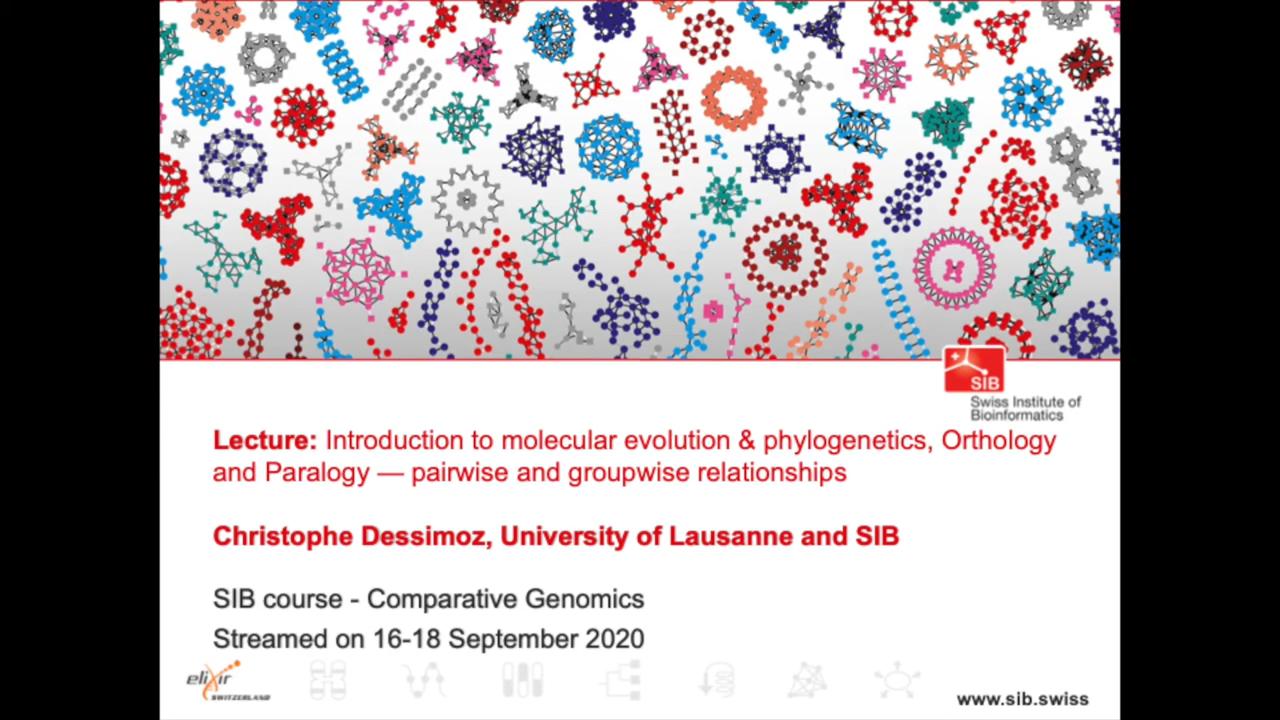 SIB
Swiss Institute of
Bioinformatics
Lecture: Introduction to molecular evolution & phylogenetics, Orthology
and Paralogy — pairwise and groupwise relationships
Christophe Dessimoz, University of Lausanne and SIB
SIB course - Comparative Genomics
Streamed on 16-18 September 2020
elixir
SWITZERLAND
www.sib.swiss